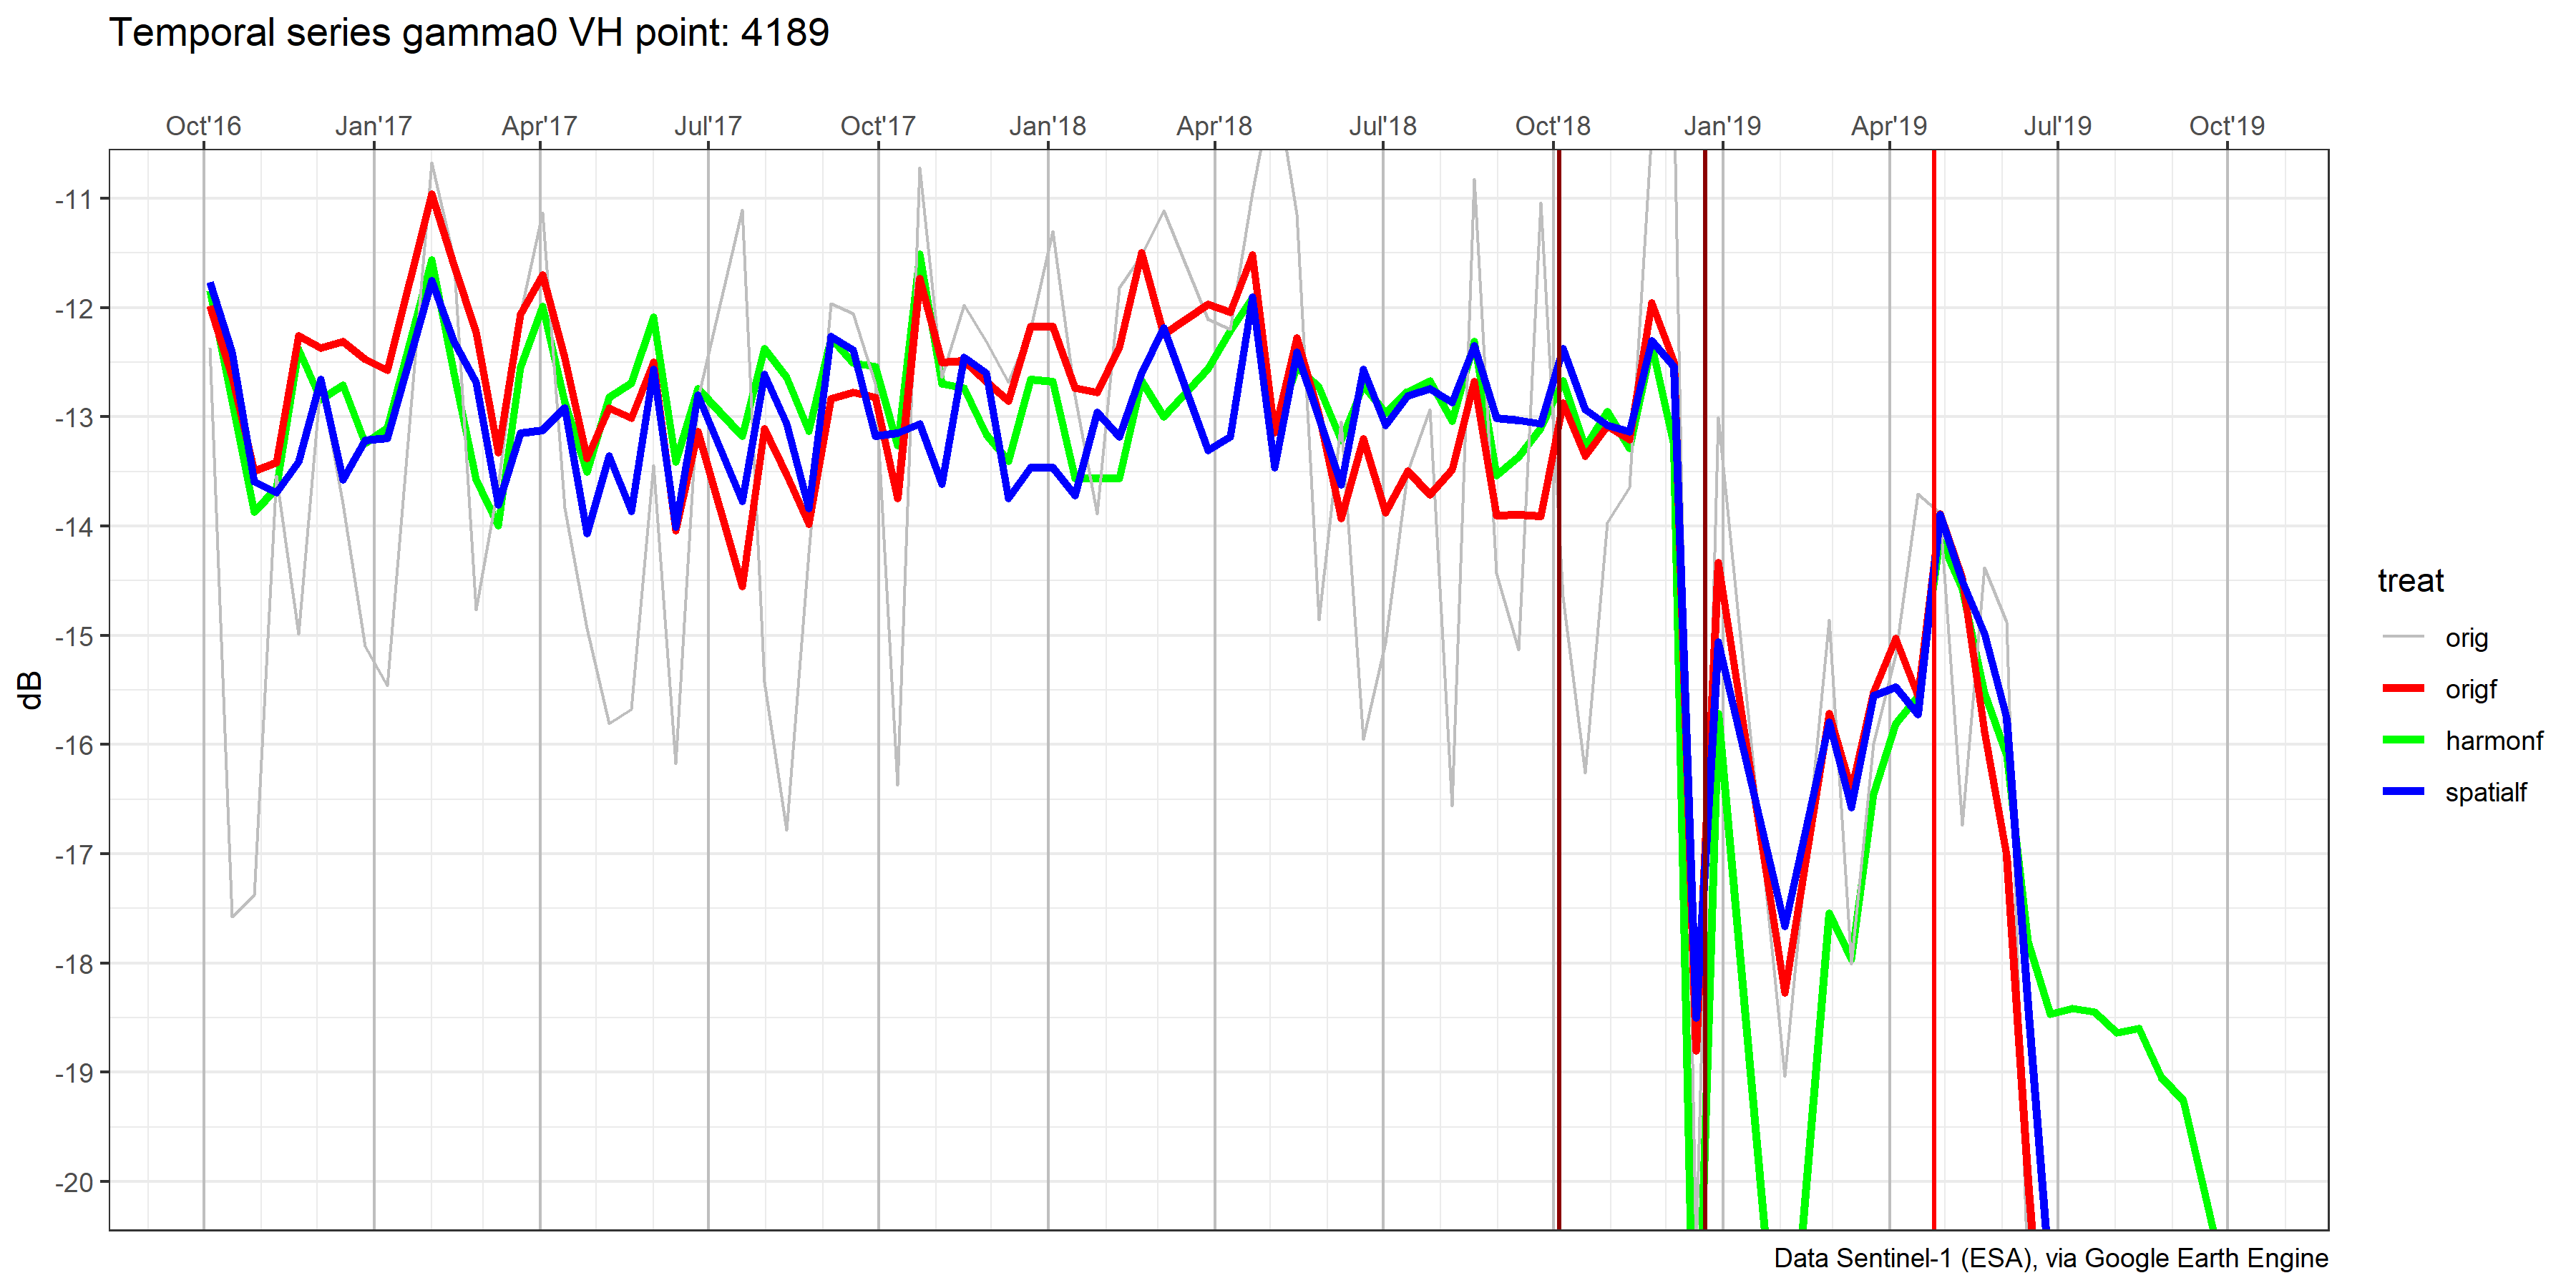 Temporal series gamma0 VH point: 4189
Oct'16 Jan'17 Apr'17 Jul'17 Oct'17 Jan'18 Apr'18 Jul'18 Oct'18 Jan'19 Apr'19 Jul'19 Oct'19
-11
-12
-13
-14
-15
-16
-17
-18
-19
-20
dB
treat
orig
origf
harmonf
spatialf
Data Sentinel-1 (ESA), via Google Earth Engine